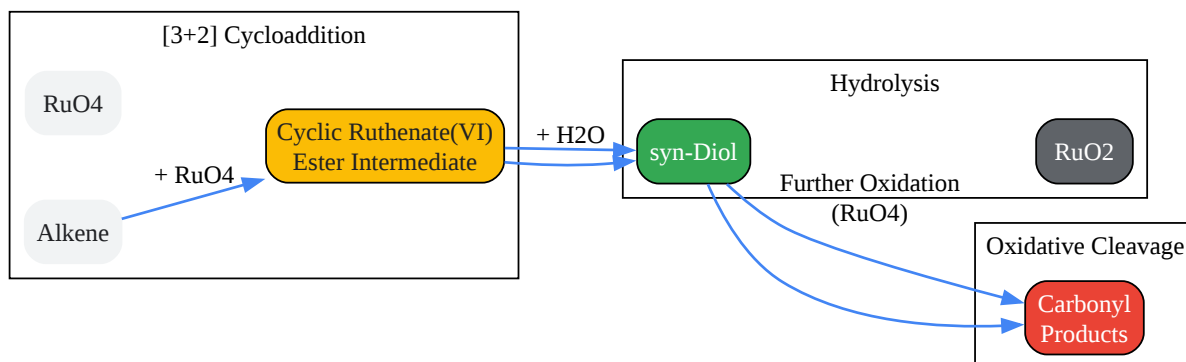 [3+2] Cycloaddition
RuO4
+ RuO4
Alkene
Cyclic Ruthenate(VI)
Ester Intermediate
+ H2O
Hydrolysis
syn-Diol
RuO2
Further Oxidation
(RuO4)
Oxidative Cleavage
Carbonyl
Products